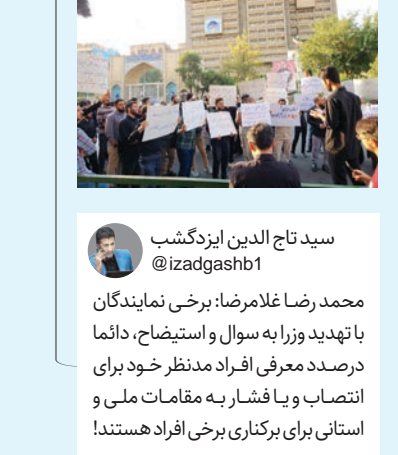 سید تاج الدین ایزدگشب
@izadgashb1
محمد رضا غلامرضا: برخی نمایندگان
با تهدید وزرا به سوال و استیضاح، دائما
درصدد معرفی افراد مدنظر خود برای
انتصاب و یا فشار به مقامات ملی و
استانی برای برکناری برخی افراد هستند!